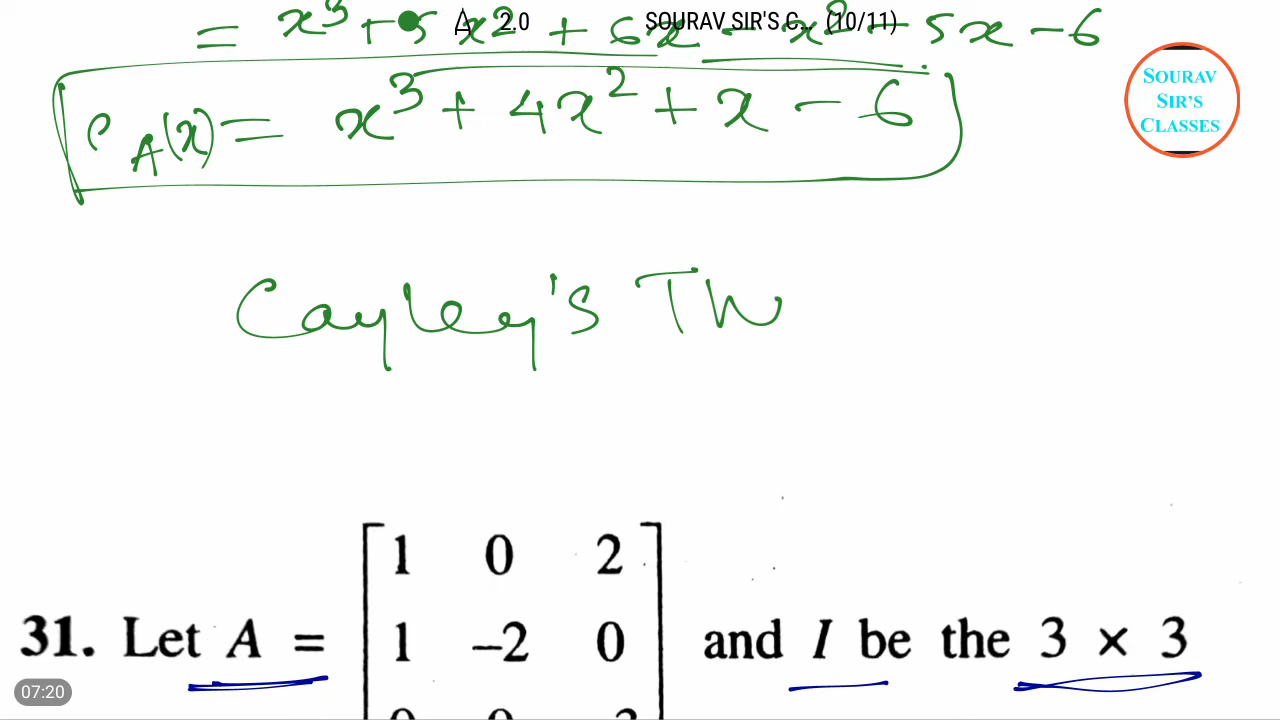 2.0 SOURAV SIR'S C... (10/11)
= x³ + 5x² + 6x - x² - 5x - 6
C_A(x) = x³ + 4x² + x - 6
SOURAV
SIR'S
CLASSES
Cayley's Th
1 0 2
31. Let A = 1 -2 0 and I be the 3 × 3
07:20